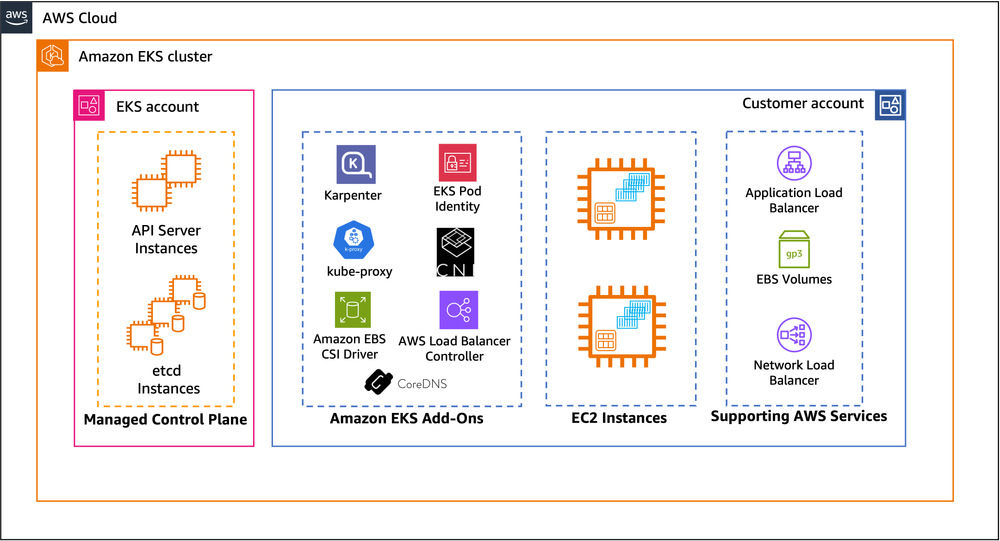 aws
AWS Cloud
Amazon EKS cluster
EKS account
Customer account
API Server
Instances
etcd
Instances
Managed Control Plane
K
Karpenter
EKS Pod
Identity
k-proxy
kube-proxy
CNI
Amazon EBS
CSI Driver
AWS Load Balancer
Controller
CoreDNS
Amazon EKS Add-Ons
EC2 Instances
Application Load
Balancer
gp3
EBS Volumes
Network Load
Balancer
Supporting AWS Services